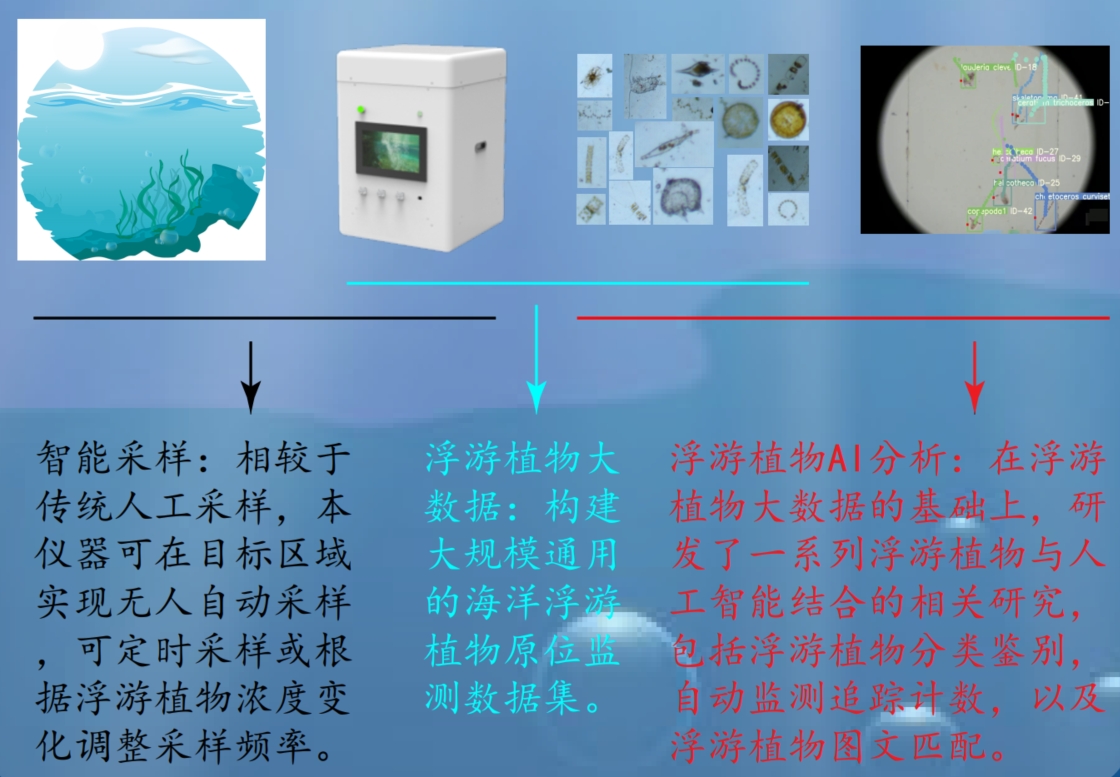 lauderia cleve ID-18
skeletonema ID-41
ID-27
fucus ID-29
ID-25
chaetoceros curviset
copepoda1 ID-42
智能采样：相较于
传统人工采样，本
仪器可在目标区域
实现无人自动采样
，可定时采样或根
据浮游植物浓度变
化调整采样频率。
浮游植物大
数据：构建
大规模通用
的海洋浮游
植物原位监
测数据集。
浮游植物AI分析：在浮游
植物大数据的基础上，研
发了一系列浮游植物与人
工智能结合的相关研究，
包括浮游植物分类鉴别，
自动监测追踪计数，以及
浮游植物图文匹配。